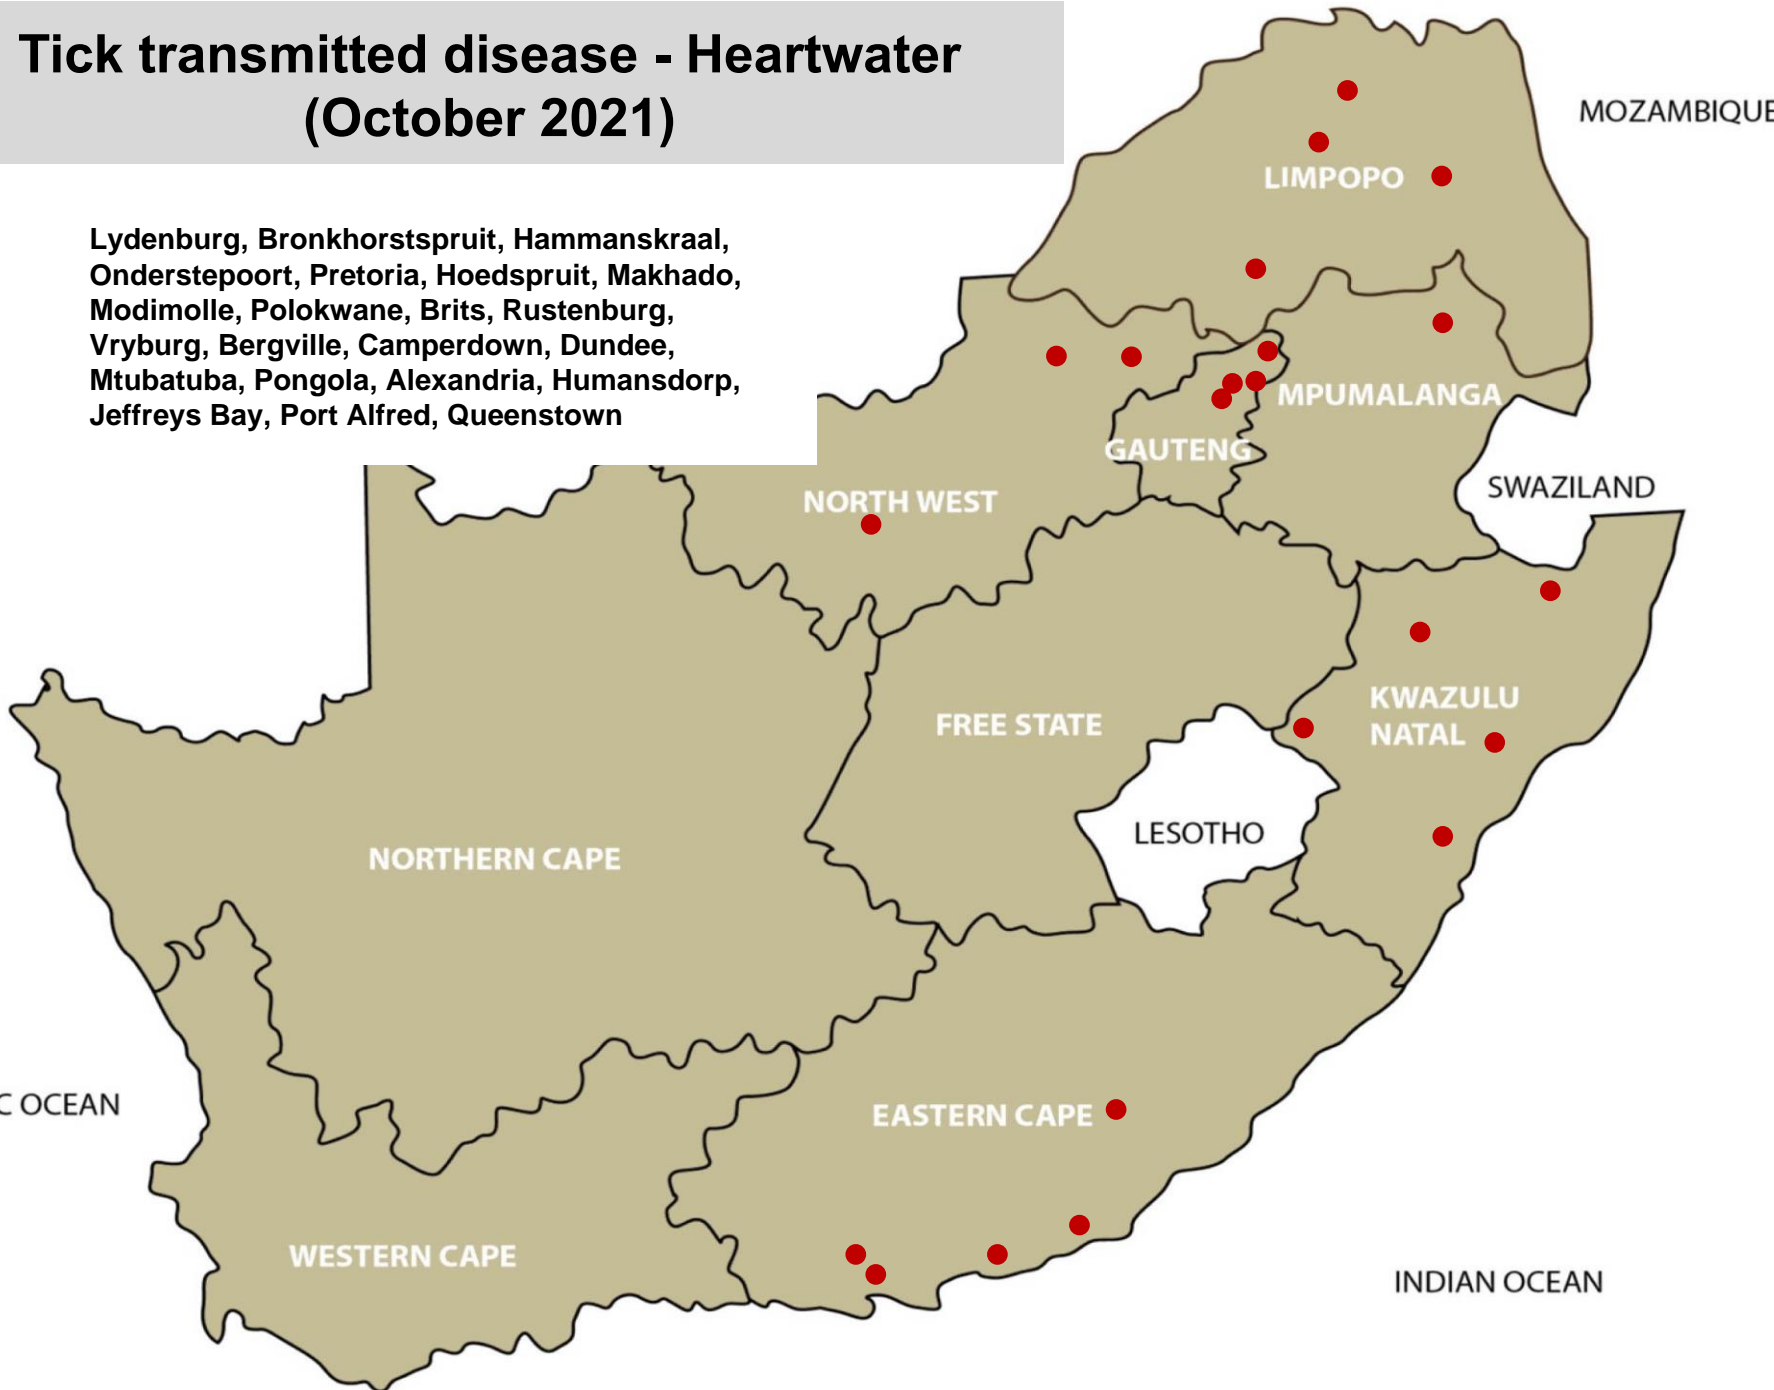 Tick transmitted disease - Heartwater
(October 2021)
MOZAMBIQUE
LIMPOPO
Lydenburg, Bronkhorstspruit, Hammanskraal,
Onderstepoort, Pretoria, Hoedspruit, Makhado,
Modimolle, Polokwane, Brits, Rustenburg,
Vryburg, Bergville, Camperdown, Dundee,
Mtubatuba, Pongola, Alexandria, Humansdorp,
Jeffreys Bay, Port Alfred, Queenstown
MPUMALANGA
GAUTENG
SWAZILAND
NORTH WEST
KWAZULU
NATAL
FREE STATE
LESOTHO
NORTHERN CAPE
C OCEAN
EASTERN CAPE
WESTERN CAPE
INDIAN OCEAN